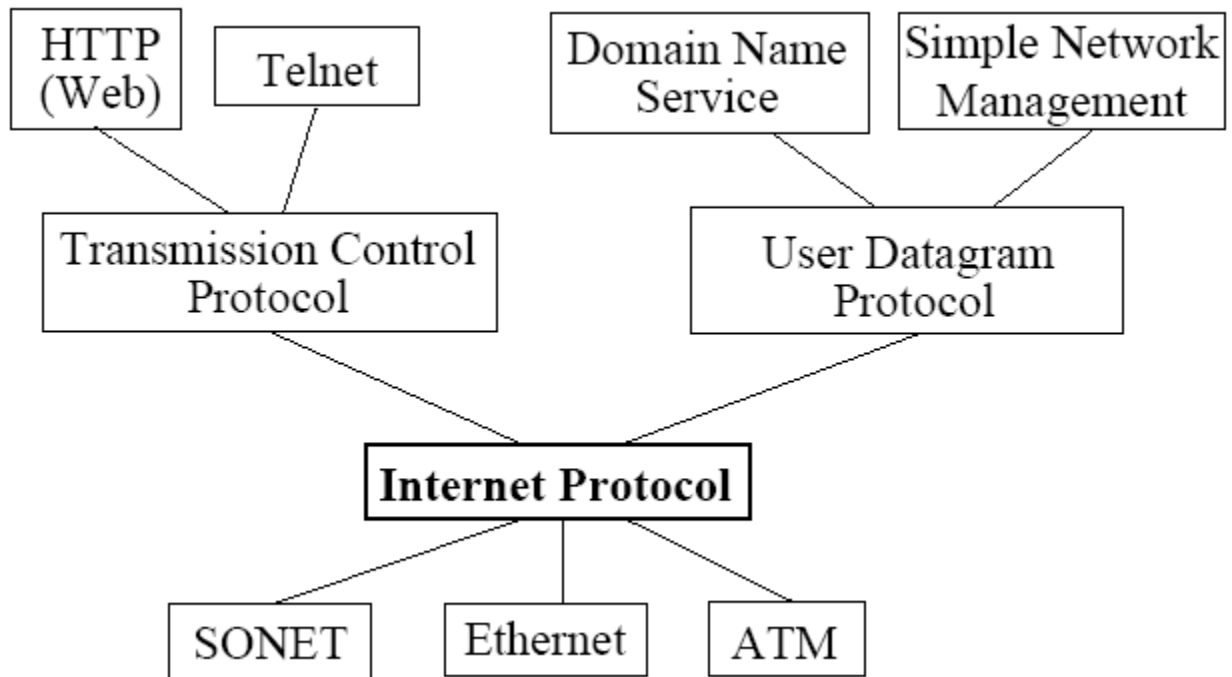 HTTP
(Web)
Telnet
Domain Name
Service
Simple Network
Management
Transmission Control
Protocol
User Datagram
Protocol
Internet Protocol
SONET
Ethernet
ATM